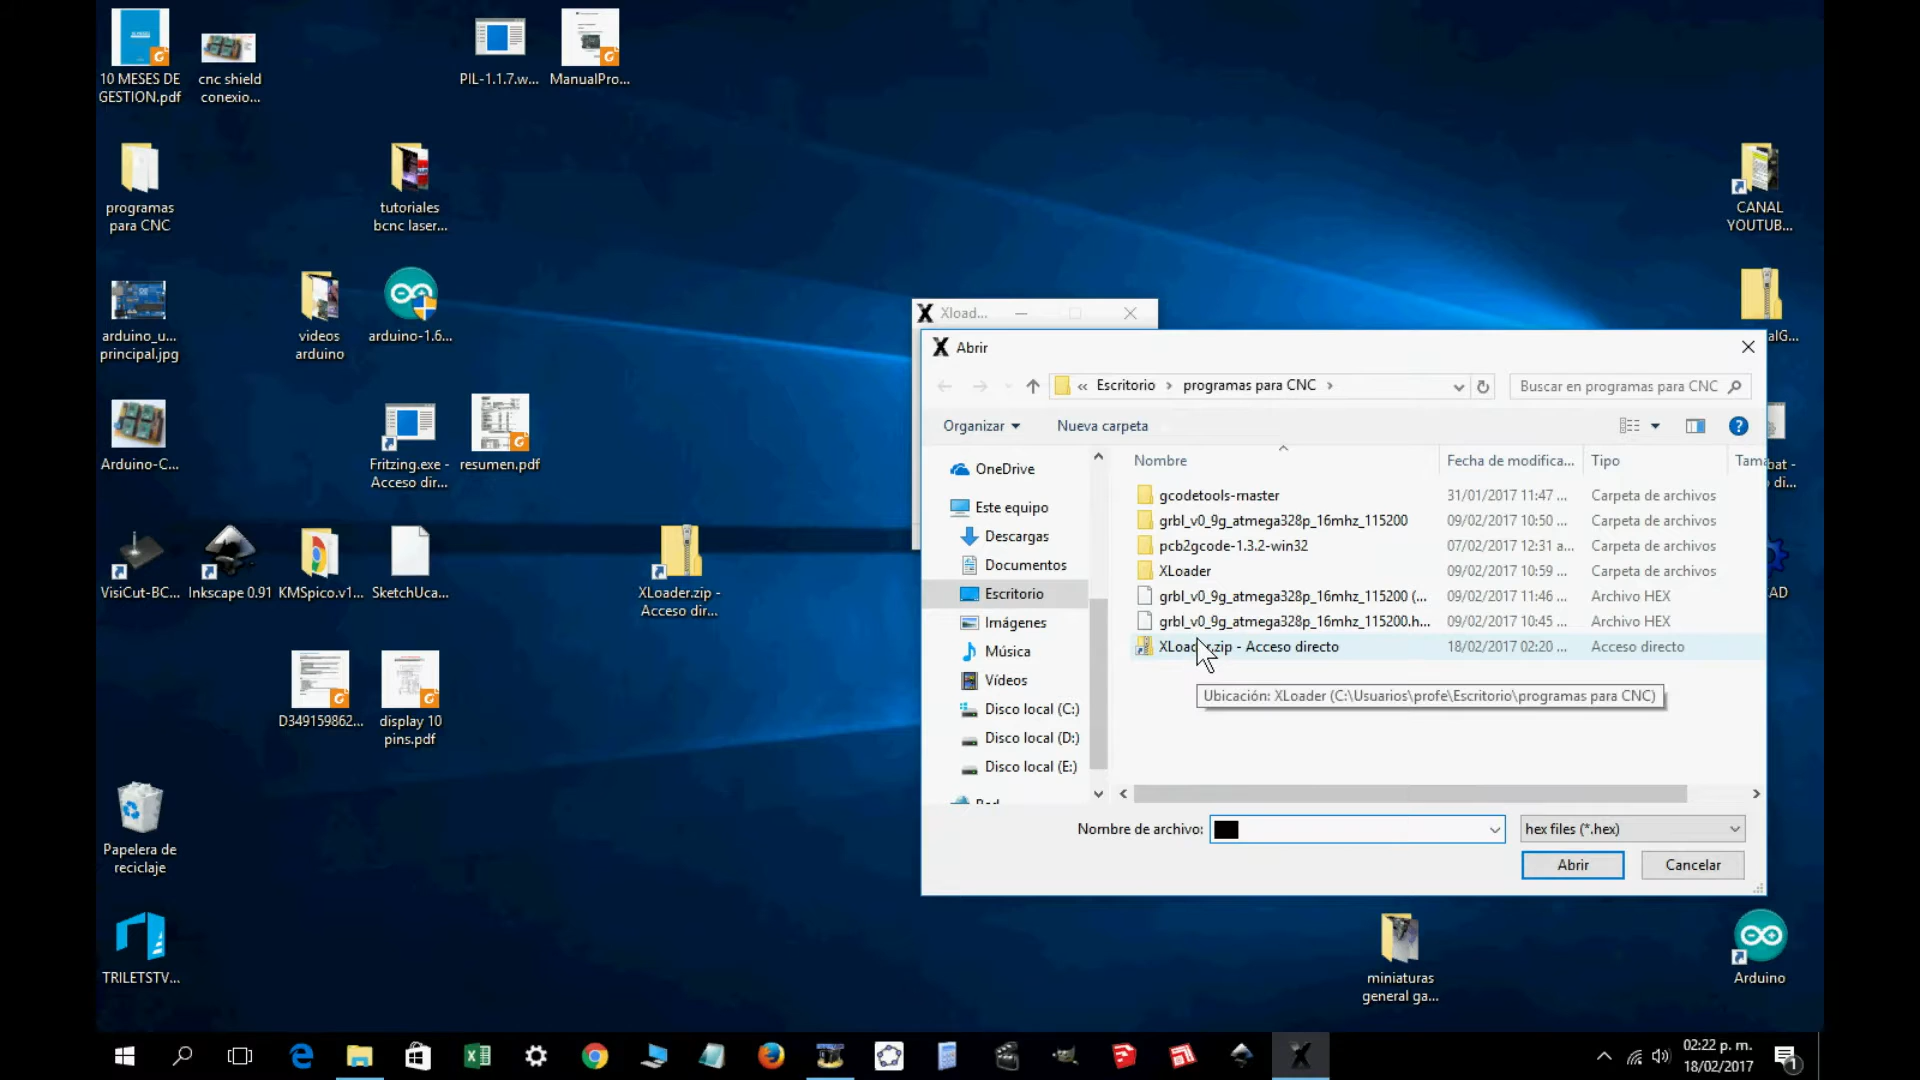 10 MESES DE
GESTION.pdf
cnc shield
conexio...
PIL-1.1.7.w...
ManualPro...
programas
para CNC
tutoriales
bcnc laser...
CANAL
YOUTUB...
arduino_u...
principal.jpg
videos
arduino
arduino-1.6...
alG...
Arduino-C...
Fritzing.exe -
Acceso dir...
resumen.pdf
bat -
di...
VisiCut-BC...
Inkscape 0.91
KMSpico.v1...
SketchUca...
XLoader.zip -
Acceso dir...
AD
D349159862...
display 10
pins.pdf
Papelera de
reciclaje
TRILETSTV...
miniaturas
general ga...
Arduino
Xload...
Abrir
« Escritorio > programas para CNC >
Buscar en programas para CNC
Organizar
Nueva carpeta
OneDrive
Este equipo
Descargas
Documentos
Escritorio
Imágenes
Música
Vídeos
Disco local (C:)
Disco local (D:)
Disco local (E:)
Red
Nombre Fecha de modifica... Tipo Tama
gcodetools-master 31/01/2017 11:47 ... Carpeta de archivos
grbl_v0_9g_atmega328p_16mhz_115200 09/02/2017 10:50 ... Carpeta de archivos
pcb2gcode-1.3.2-win32 07/02/2017 12:31 a... Carpeta de archivos
XLoader 09/02/2017 10:59 ... Carpeta de archivos
grbl_v0_9g_atmega328p_16mhz_115200 (... 09/02/2017 11:46 ... Archivo HEX
grbl_v0_9g_atmega328p_16mhz_115200.h... 09/02/2017 10:45 ... Archivo HEX
XLoader.zip - Acceso directo 18/02/2017 02:20 ... Acceso directo
Ubicación: XLoader (C:\Usuarios\profe\Escritorio\programas para CNC)
Nombre de archivo:
hex files (*.hex)
Abrir
Cancelar
02:22 p. m.
18/02/2017
1